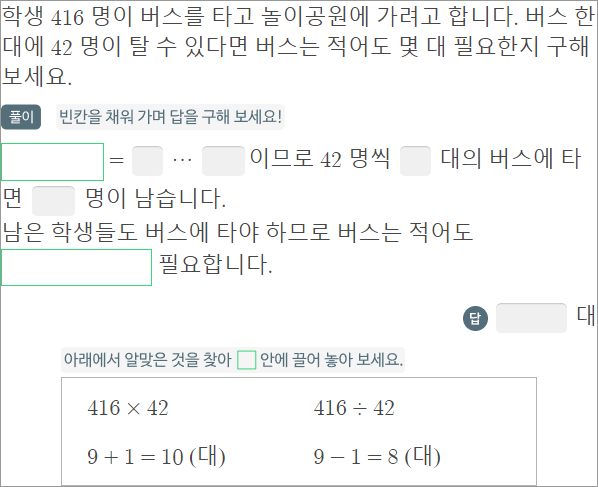 학생 416 명이 버스를 타고 놀이공원에 가려고 합니다. 버스 한
대에 42 명이 탈 수 있다면 버스는 적어도 몇 대 필요한지 구해
보세요.
풀이 빈칸을 채워 가며 답을 구해 보세요!
= ⋯ 이므로 42 명씩 대의 버스에 타
면 명이 남습니다.
남은 학생들도 버스에 타야 하므로 버스는 적어도
필요합니다.
답 대
아래에서 알맞은 것을 찾아 안에 끌어 놓아 보세요.
416 × 42 416 ÷ 42
9 + 1 = 10 (대) 9 − 1 = 8 (대)